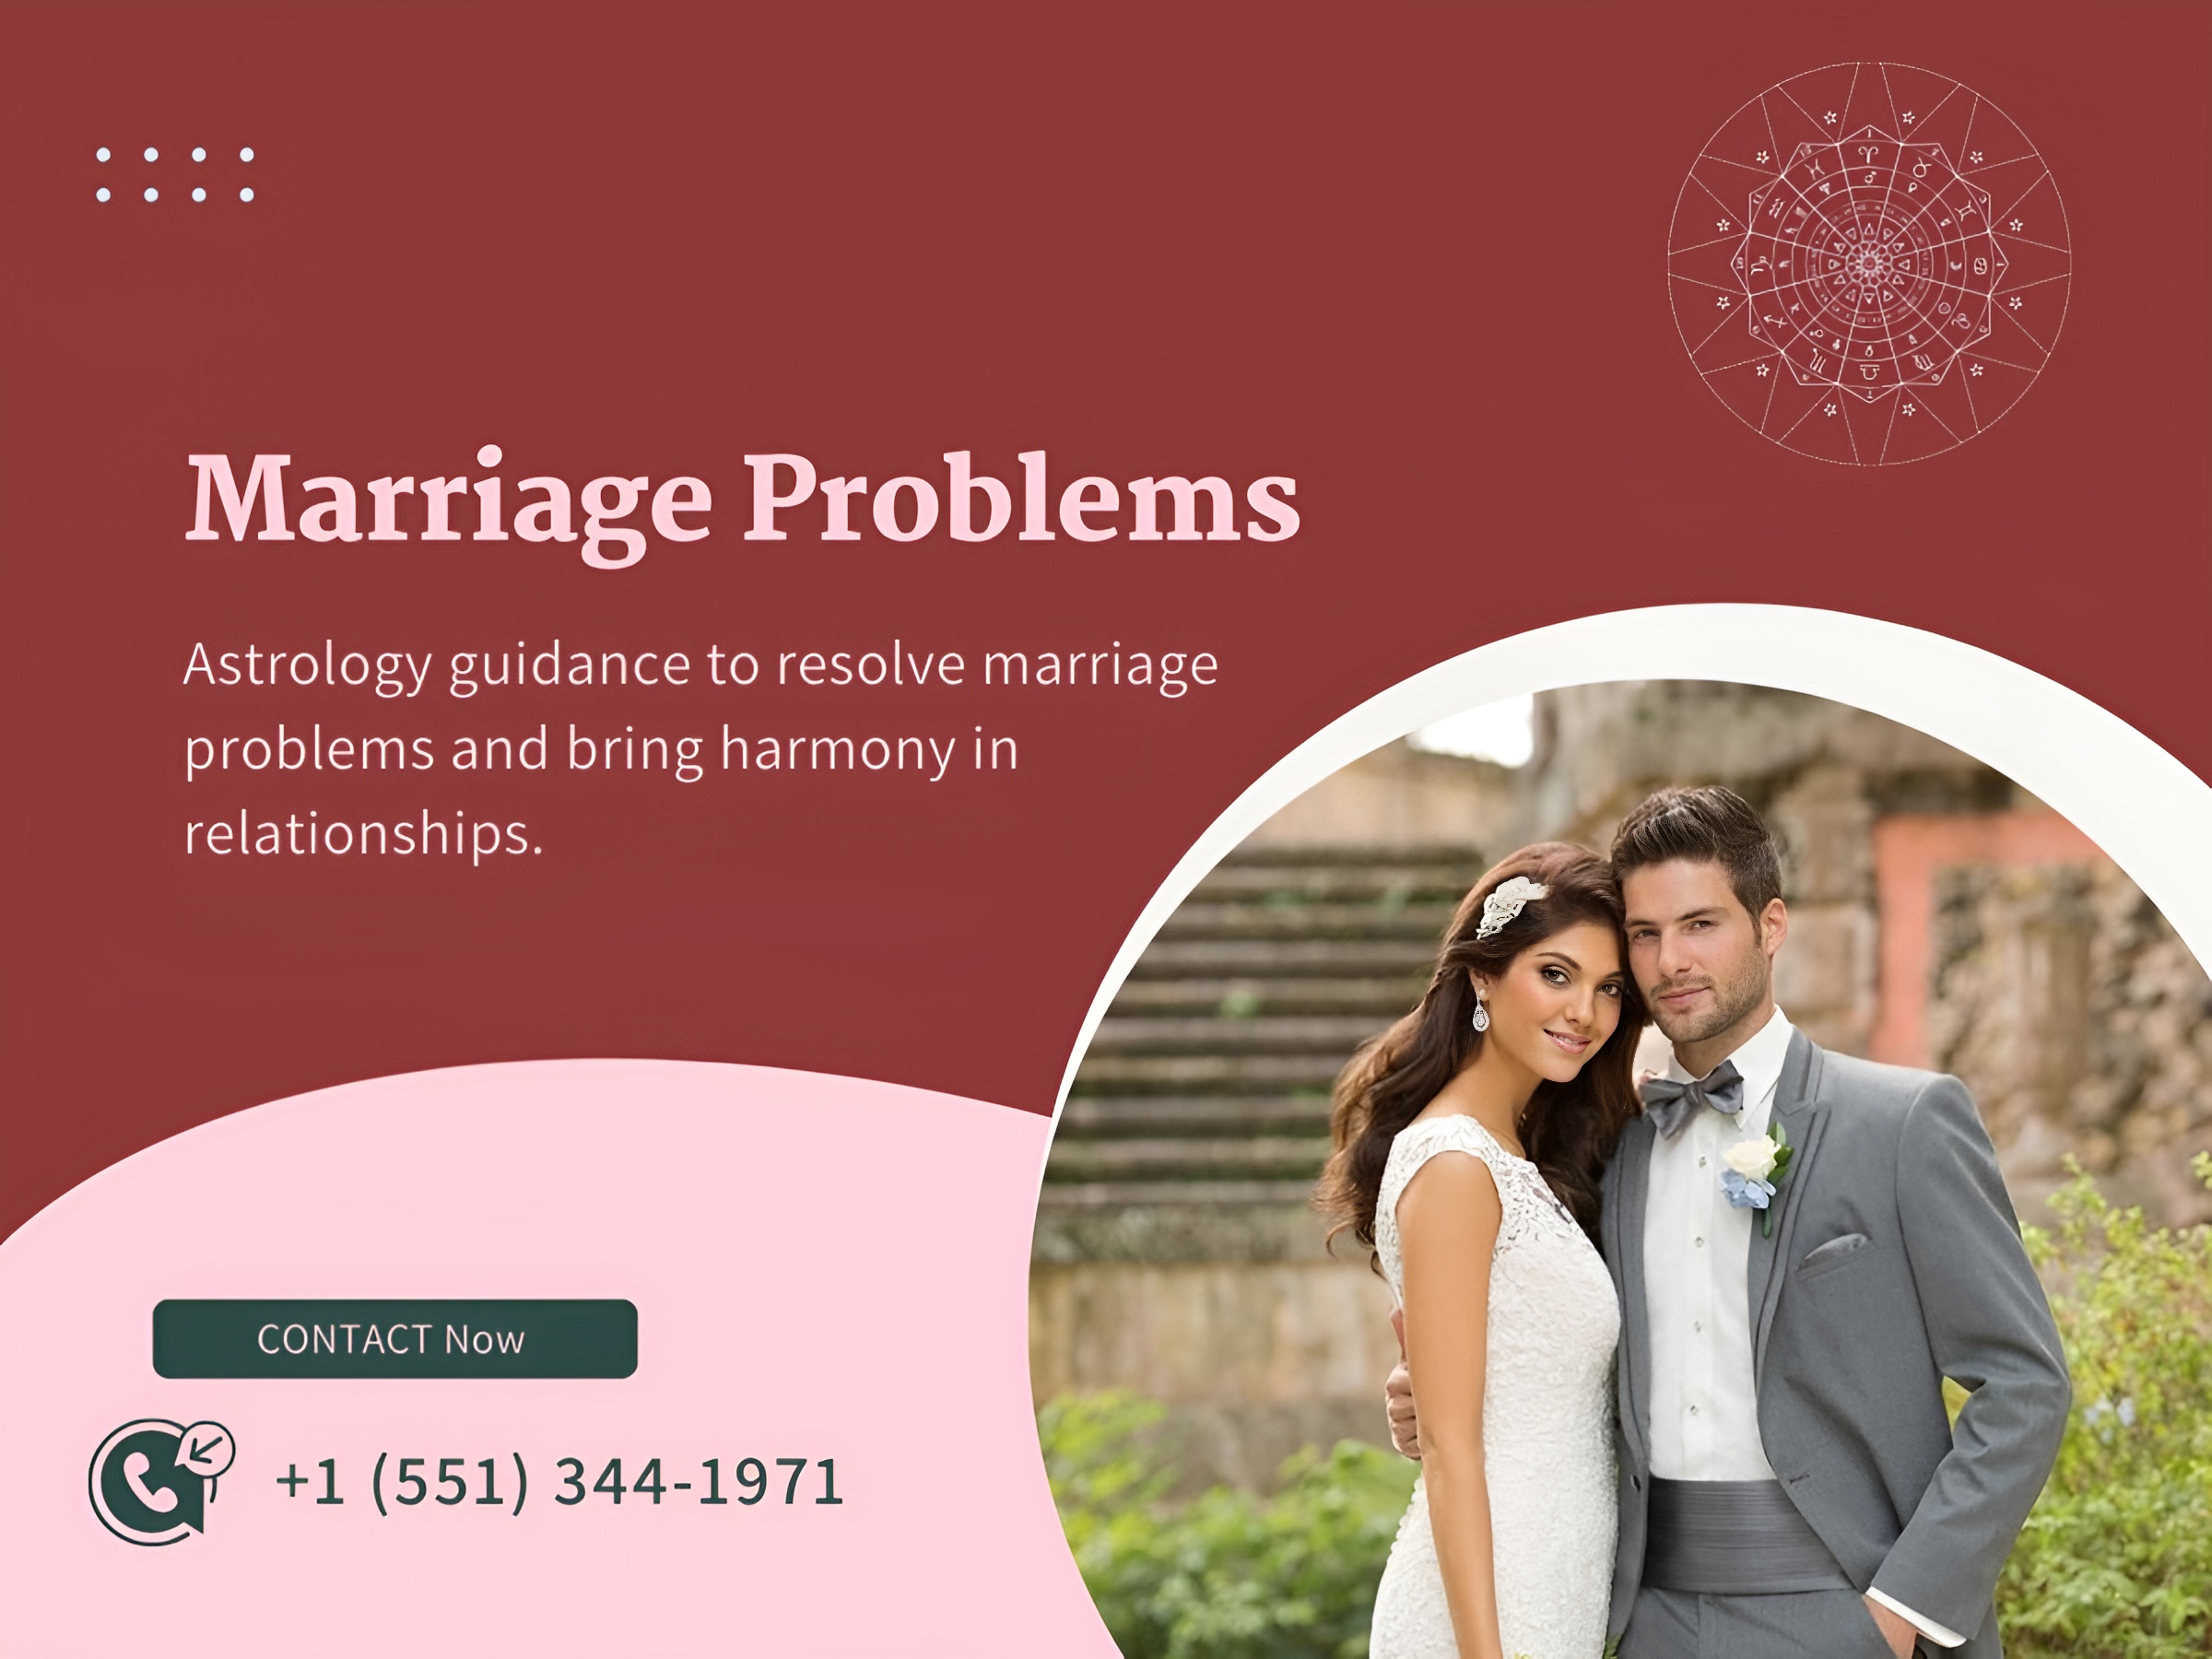 Marriage Problems
Astrology guidance to resolve marriage
problems and bring harmony in
relationships.
CONTACT Now
+1 (551) 344-1971